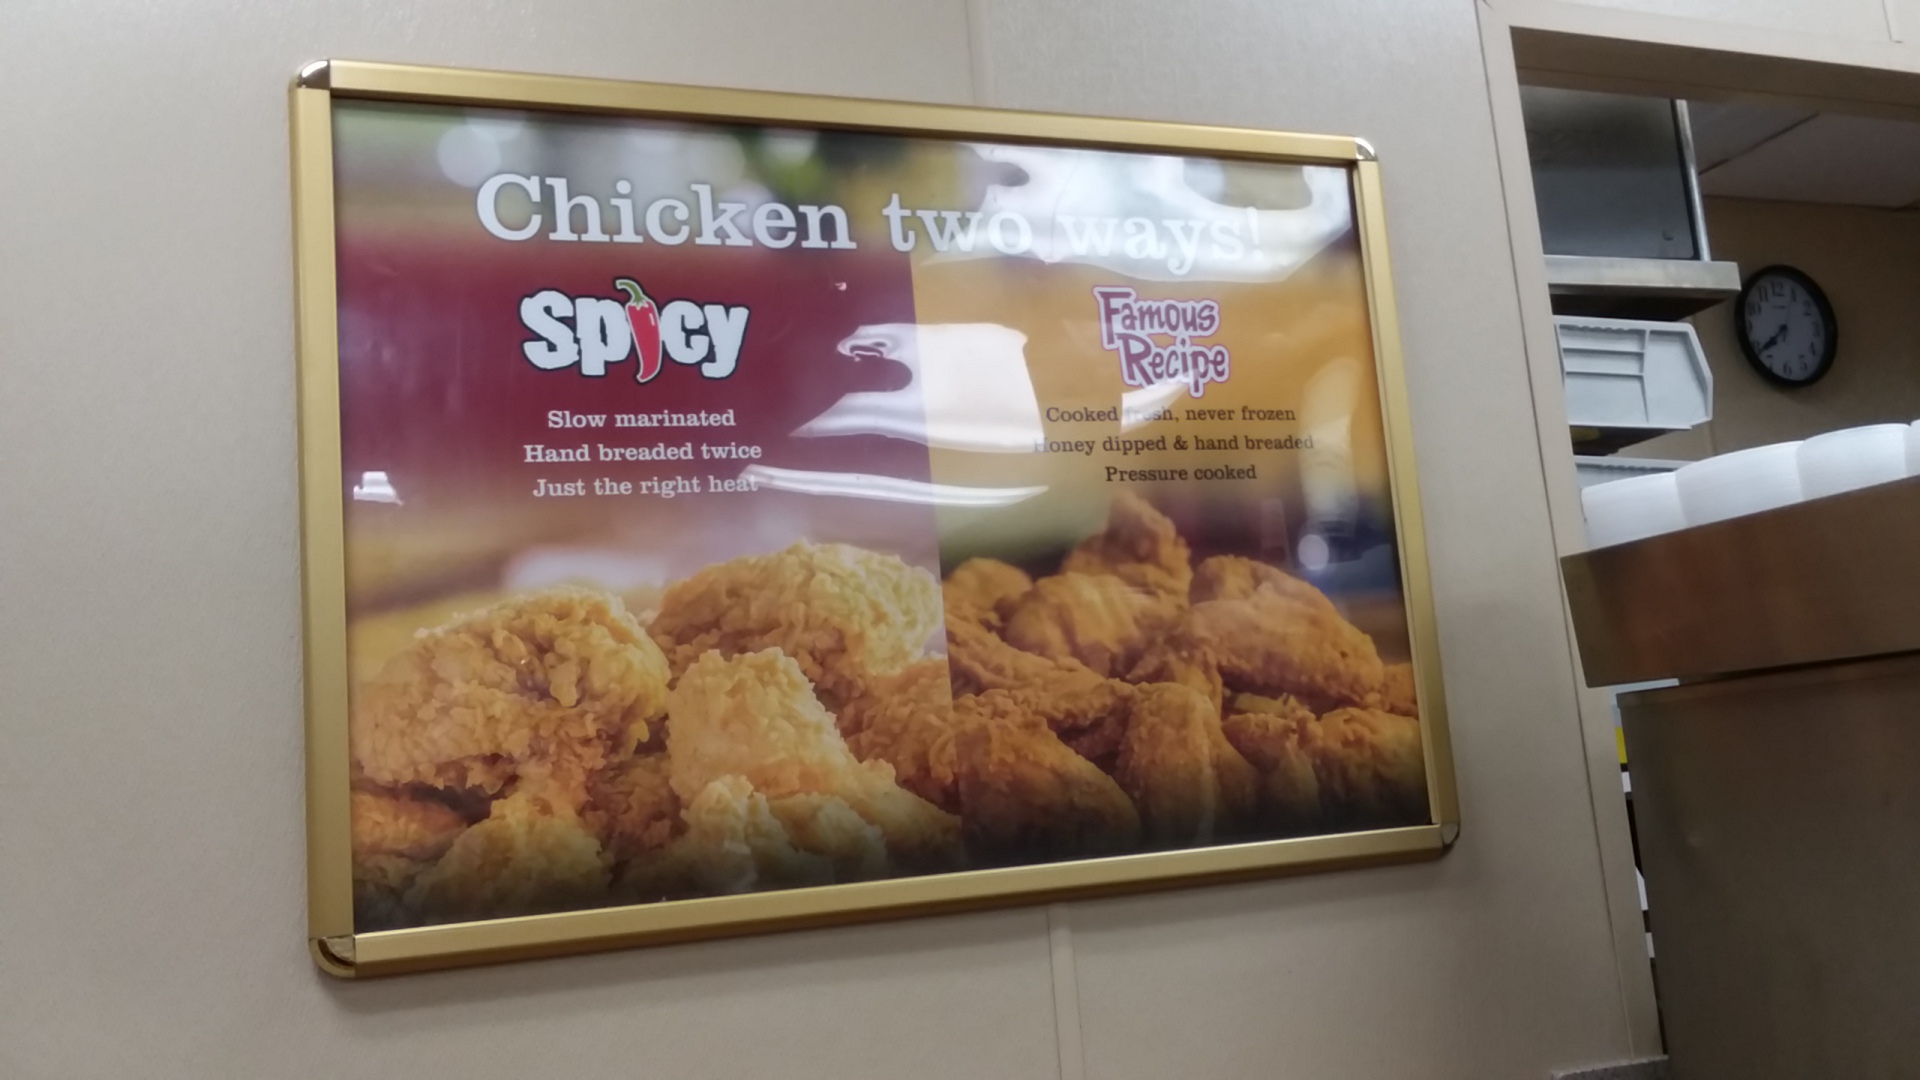 Chicken two ways!
Spicy
Slow marinated
Hand breaded twice
Just the right heat
Famous
Recipe
Cooked fresh, never frozen
Honey dipped & hand breaded
Pressure cooked